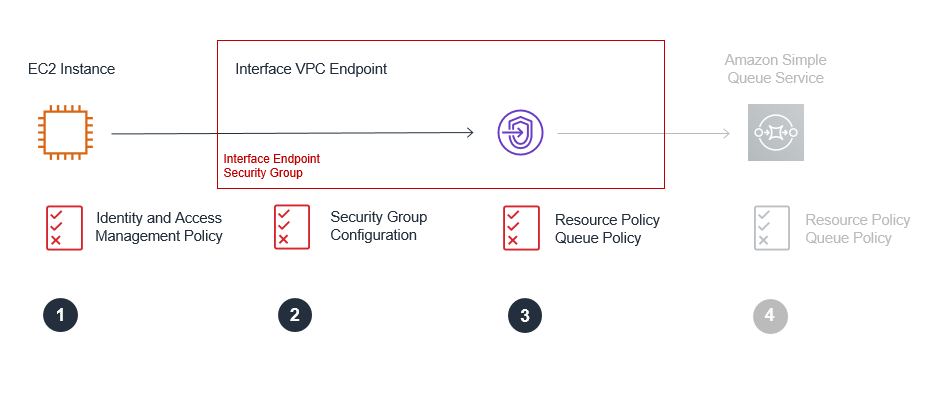 EC2 Instance
Interface VPC Endpoint
Amazon Simple
Queue Service
Interface Endpoint
Security Group
Identity and Access
Management Policy
Security Group
Configuration
Resource Policy
Queue Policy
Resource Policy
Queue Policy
1
2
3
4